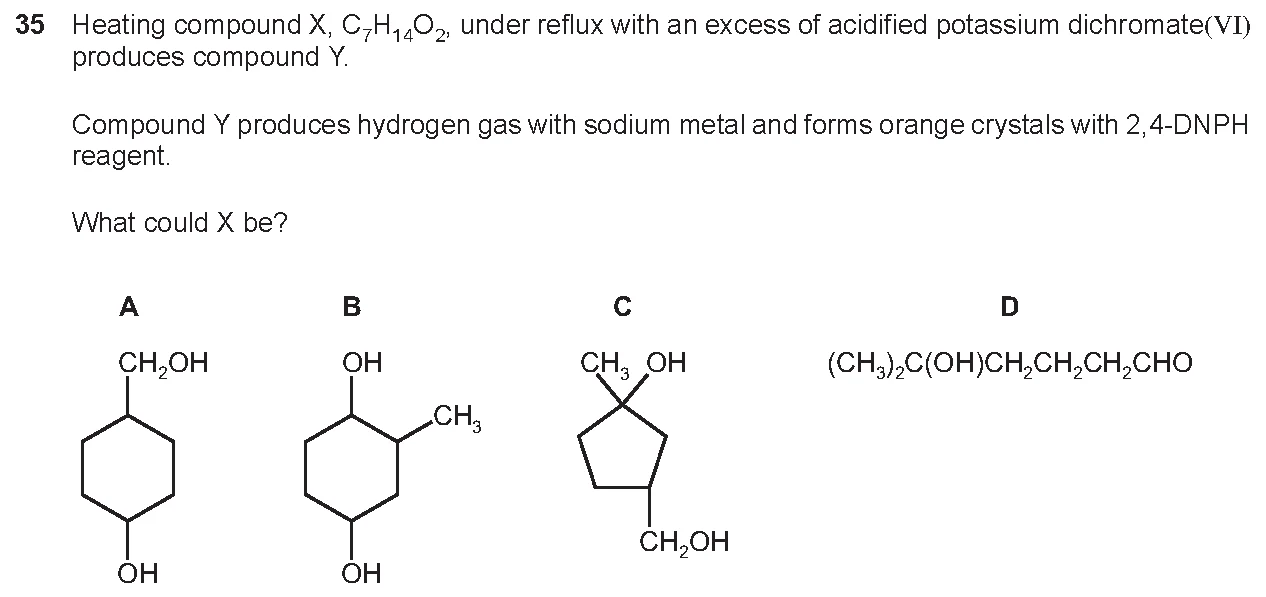 35 Heating compound X, C₇H₁₄O₂, under reflux with an excess of acidified potassium dichromate(VI)
produces compound Y.
Compound Y produces hydrogen gas with sodium metal and forms orange crystals with 2,4-DNPH
reagent.
What could X be?
A B C D
CH₂OH OH CH₃ OH (CH₃)₂C(OH)CH₂CH₂CH₂CHO
CH₃
CH₂OH
OH OH